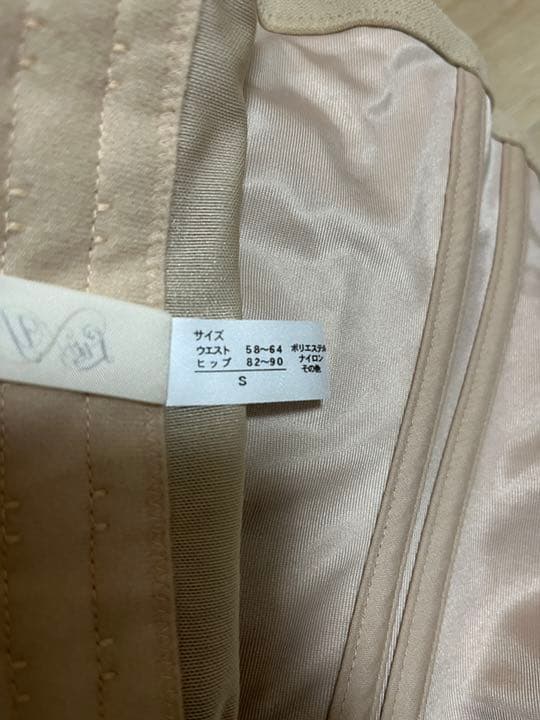 サイズ
ウエスト 58〜64
ヒップ 82〜90
S
ポリエステル
ナイロン
その他